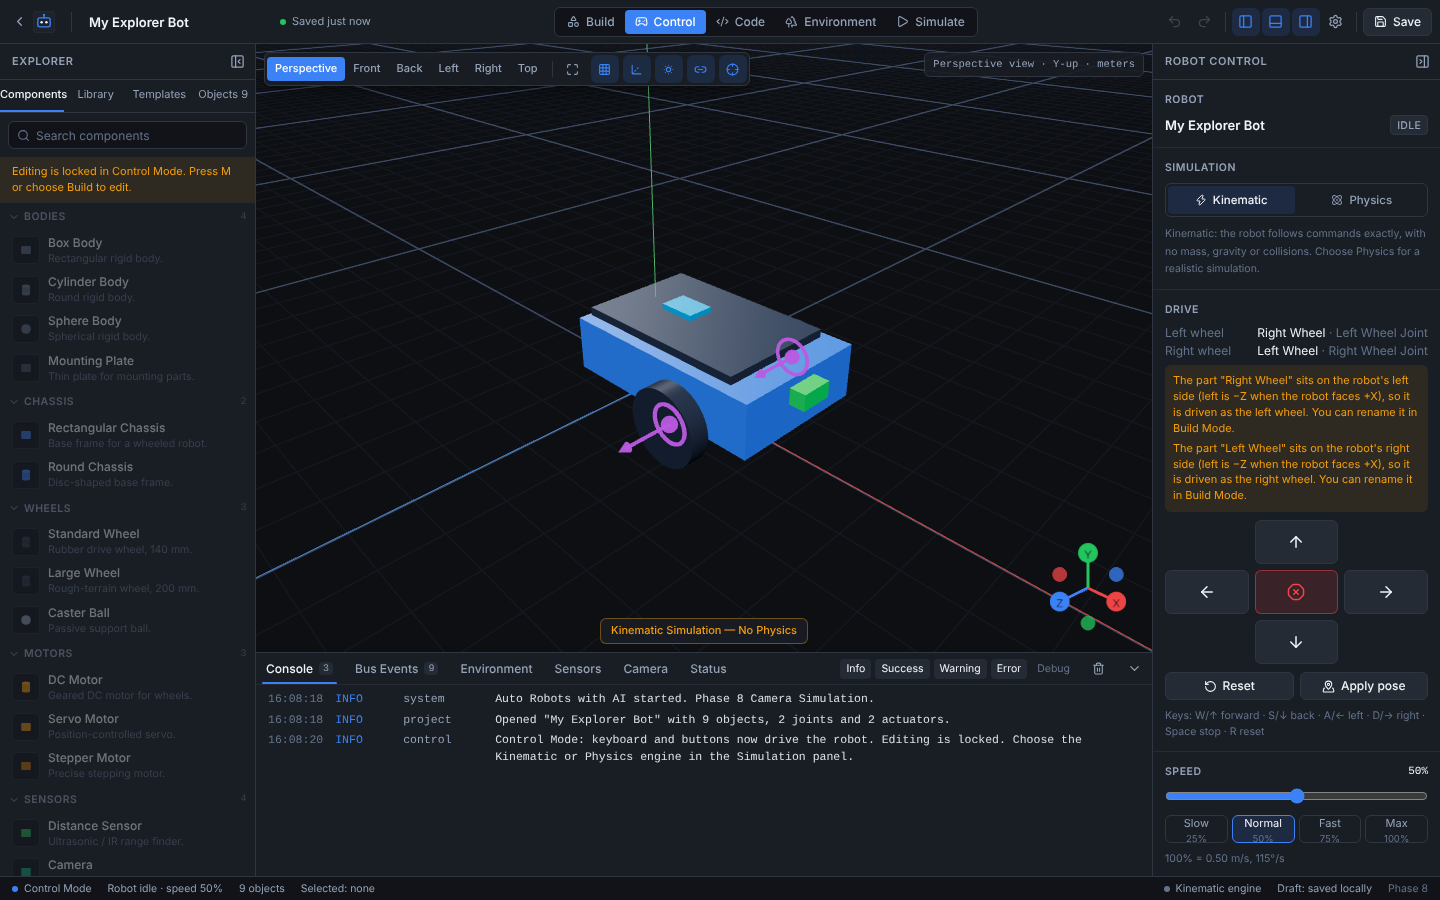 My Explorer Bot
Saved just now
Build
Control
Code
Environment
Simulate
Save
EXPLORER
Components
Library
Templates
Objects 9
Search components
Editing is locked in Control Mode. Press M
or choose Build to edit.
BODIES 4
Box Body
Rectangular rigid body.
Cylinder Body
Round rigid body.
Sphere Body
Spherical rigid body.
Mounting Plate
Thin plate for mounting parts.
CHASSIS 2
Rectangular Chassis
Base frame for a wheeled robot.
Round Chassis
Disc-shaped base frame.
WHEELS 3
Standard Wheel
Rubber drive wheel, 140 mm.
Large Wheel
Rough-terrain wheel, 200 mm.
Caster Ball
Passive support ball.
MOTORS 3
DC Motor
Geared DC motor for wheels.
Servo Motor
Position-controlled servo.
Stepper Motor
Precise stepping motor.
SENSORS 4
Distance Sensor
Ultrasonic / IR range finder.
Camera
Perspective
Front
Back
Left
Right
Top
Perspective view · Y-up · meters
Y
Z
X
Kinematic Simulation — No Physics
Console 3
Bus Events 9
Environment
Sensors
Camera
Status
Info
Success
Warning
Error
Debug
16:08:18 INFO system Auto Robots with AI started. Phase 8 Camera Simulation.
16:08:18 INFO project Opened "My Explorer Bot" with 9 objects, 2 joints and 2 actuators.
16:08:20 INFO control Control Mode: keyboard and buttons now drive the robot. Editing is locked. Choose the
Kinematic or Physics engine in the Simulation panel.
ROBOT CONTROL
ROBOT
My Explorer Bot
IDLE
SIMULATION
Kinematic
Physics
Kinematic: the robot follows commands exactly, with
no mass, gravity or collisions. Choose Physics for a
realistic simulation.
DRIVE
Left wheel Right Wheel · Left Wheel Joint
Right wheel Left Wheel · Right Wheel Joint
The part "Right Wheel" sits on the robot's left
side (left is −Z when the robot faces +X), so it
is driven as the left wheel. You can rename it in
Build Mode.
The part "Left Wheel" sits on the robot's right
side (left is −Z when the robot faces +X), so it
is driven as the right wheel. You can rename it
in Build Mode.
Reset
Apply pose
Keys: W/↑ forward · S/↓ back · A/← left · D/→ right ·
Space stop · R reset
SPEED 50%
Slow
25%
Normal
50%
Fast
75%
Max
100%
100% = 0.50 m/s, 115°/s
Control Mode
Robot idle · speed 50%
9 objects
Selected: none
Kinematic engine
Draft: saved locally
Phase 8